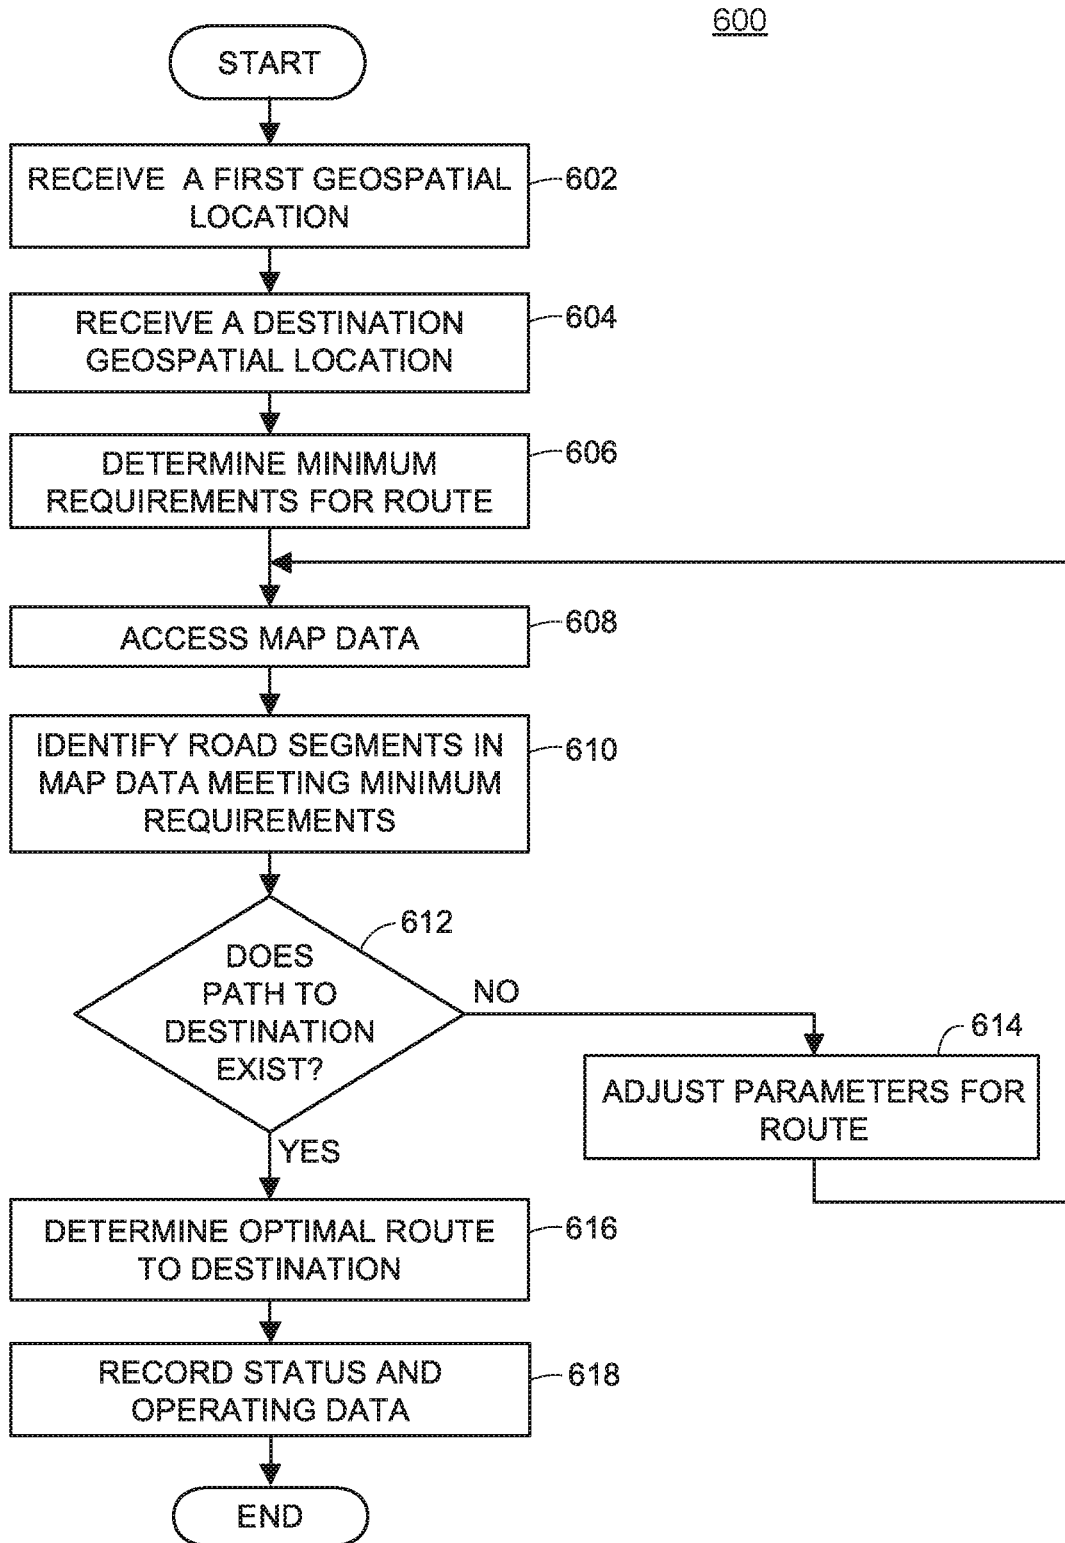 600
START
RECEIVE A FIRST GEOSPATIAL
LOCATION
602
RECEIVE A DESTINATION
GEOSPATIAL LOCATION
604
DETERMINE MINIMUM
REQUIREMENTS FOR ROUTE
606
ACCESS MAP DATA
608
IDENTIFY ROAD SEGMENTS IN
MAP DATA MEETING MINIMUM
REQUIREMENTS
610
DOES
PATH TO
DESTINATION
EXIST?
612
NO
ADJUST PARAMETERS FOR
ROUTE
614
YES
DETERMINE OPTIMAL ROUTE
TO DESTINATION
616
RECORD STATUS AND
OPERATING DATA
618
END